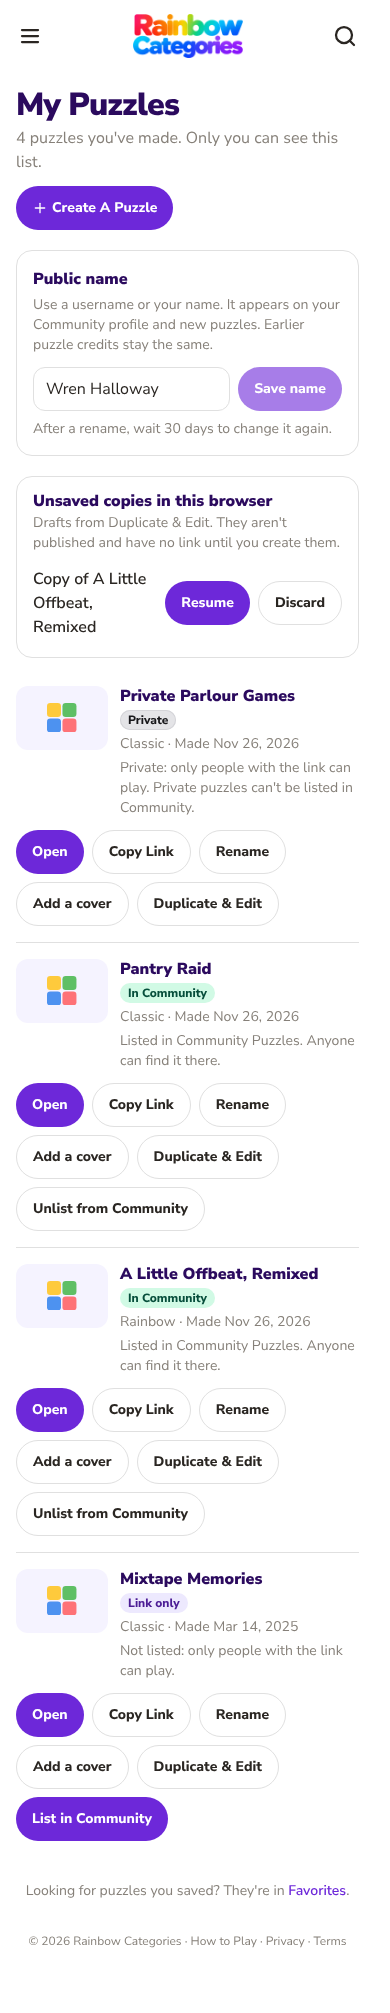 Rainbow
Categories
My Puzzles
4 puzzles you've made. Only you can see this
list.
+ Create A Puzzle
Public name
Use a username or your name. It appears on your
Community profile and new puzzles. Earlier
puzzle credits stay the same.
Wren Halloway
Save name
After a rename, wait 30 days to change it again.
Unsaved copies in this browser
Drafts from Duplicate & Edit. They aren't
published and have no link until you create them.
Copy of A Little
Offbeat,
Remixed
Resume
Discard
Private Parlour Games
Private
Classic · Made Nov 26, 2026
Private: only people with the link can
play. Private puzzles can't be listed in
Community.
Open
Copy Link
Rename
Add a cover
Duplicate & Edit
Pantry Raid
In Community
Classic · Made Nov 26, 2026
Listed in Community Puzzles. Anyone
can find it there.
Open
Copy Link
Rename
Add a cover
Duplicate & Edit
Unlist from Community
A Little Offbeat, Remixed
In Community
Rainbow · Made Nov 26, 2026
Listed in Community Puzzles. Anyone
can find it there.
Open
Copy Link
Rename
Add a cover
Duplicate & Edit
Unlist from Community
Mixtape Memories
Link only
Classic · Made Mar 14, 2025
Not listed: only people with the link
can play.
Open
Copy Link
Rename
Add a cover
Duplicate & Edit
List in Community
Looking for puzzles you saved? They're in Favorites.
© 2026 Rainbow Categories · How to Play · Privacy · Terms